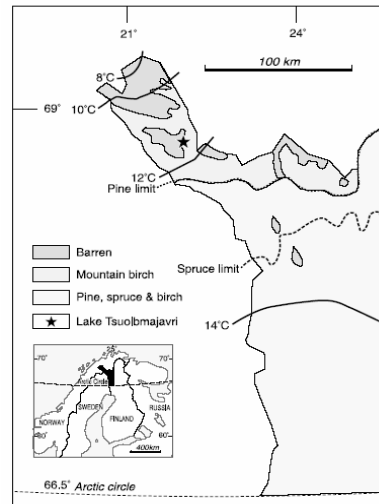 21° 24°
100 km
8°C
69°
10°C
12°C
Pine limit
Barren
Mountain birch
Pine, spruce & birch
Lake Tsuolbmajavri
Spruce limit
14°C
70° 70°
Arctic Circle
NORWAY
SWEDEN
FINLAND
RUSSIA
60° 60°
400km
66.5° Arctic circle